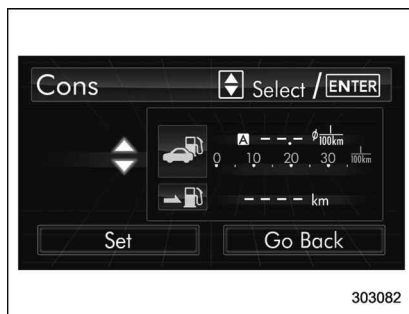 Cons Select / ENTER
A --.- ø l/100km
0 . 10 . 20 . 30 . l/100km
---- km
Set Go Back
303082